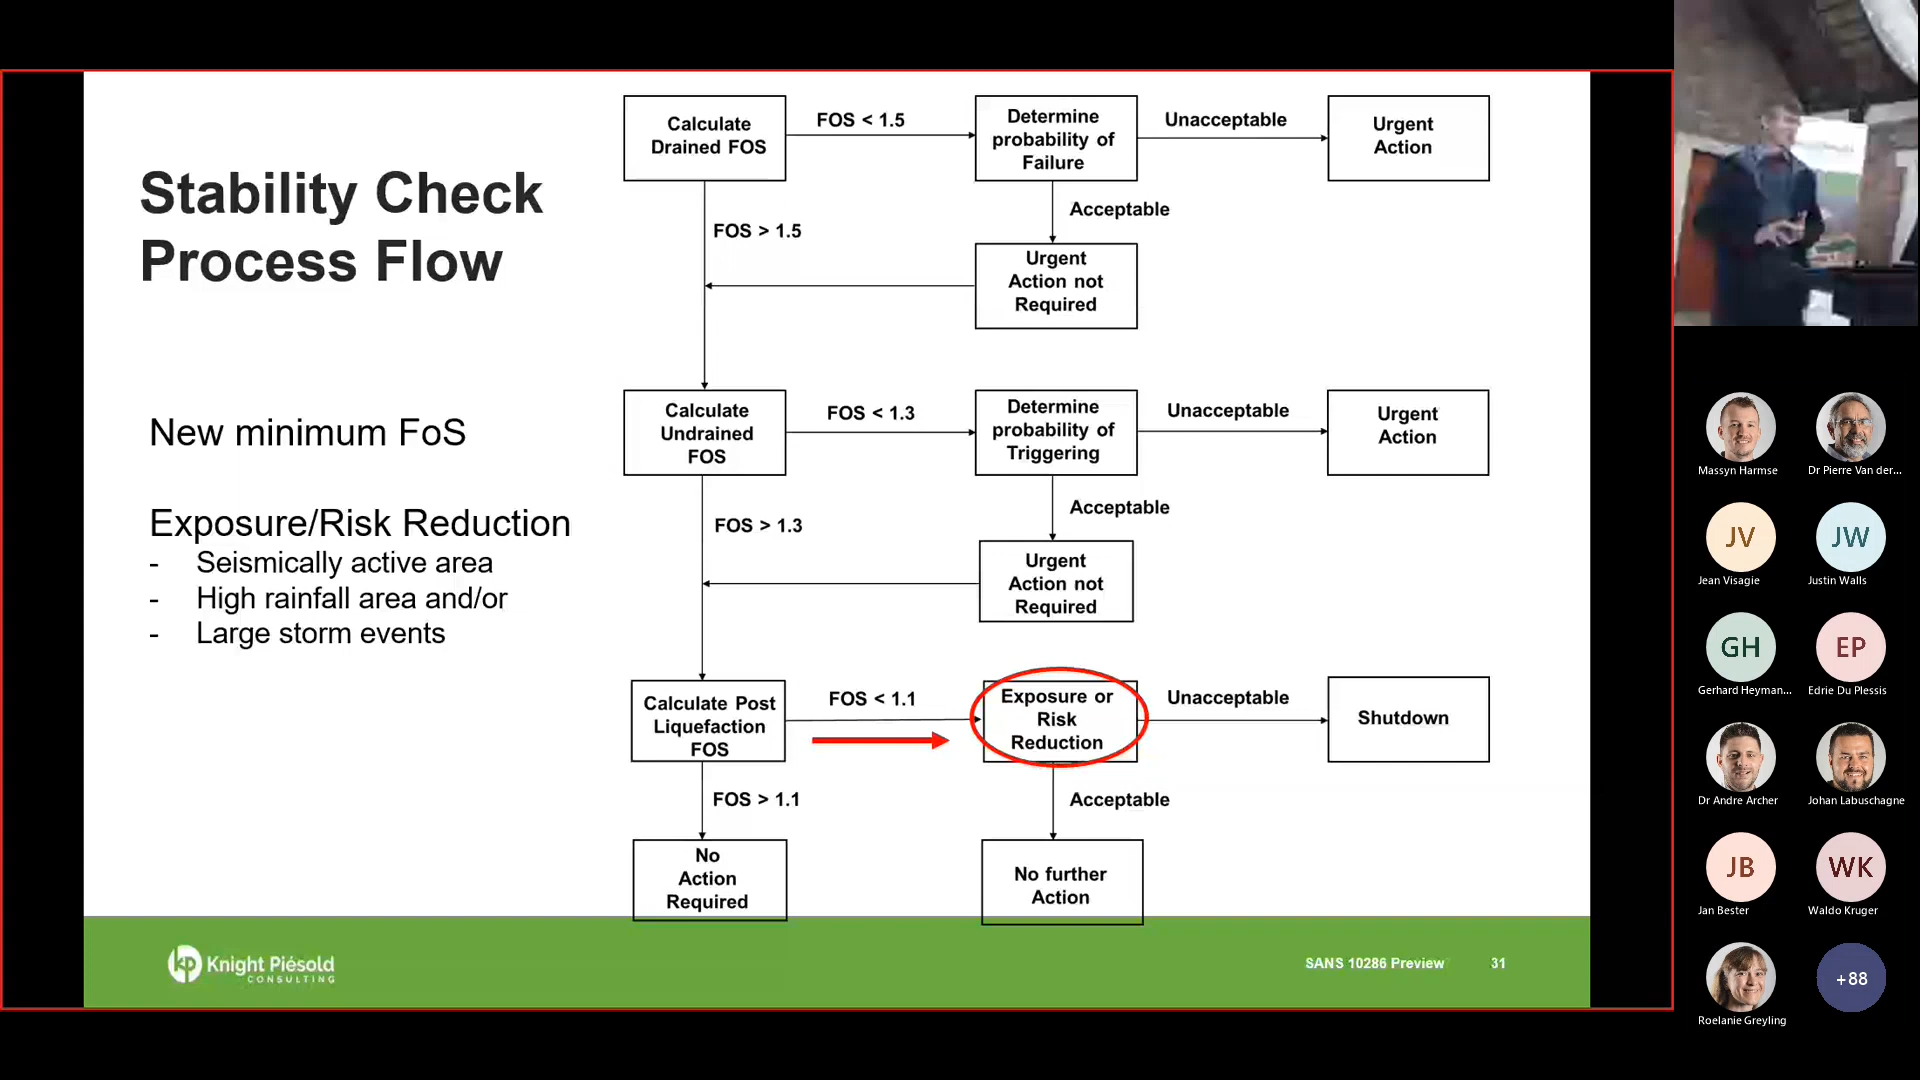 Stability Check
Process Flow
New minimum FoS
Exposure/Risk Reduction
- Seismically active area
- High rainfall area and/or
- Large storm events
Calculate
Drained FOS
FOS < 1.5
Determine
probability of
Failure
Unacceptable
Urgent
Action
FOS > 1.5
Acceptable
Urgent
Action not
Required
Calculate
Undrained
FOS
FOS < 1.3
Determine
probability of
Triggering
Unacceptable
Urgent
Action
FOS > 1.3
Acceptable
Urgent
Action not
Required
Calculate Post
Liquefaction
FOS
FOS < 1.1
Exposure or
Risk
Reduction
Unacceptable
Shutdown
FOS > 1.1
Acceptable
No
Action
Required
No further
Action
kp Knight Piésold
CONSULTING
SANS 10286 Preview 31
Massyn Harmse
Dr Pierre Van der...
JV
JW
Jean Visagie
Justin Walls
GH
EP
Gerhard Heyman...
Edrie Du Plessis
Dr Andre Archer
Johan Labuschagne
JB
WK
Jan Bester
Waldo Kruger
+88
Roelanie Greyling